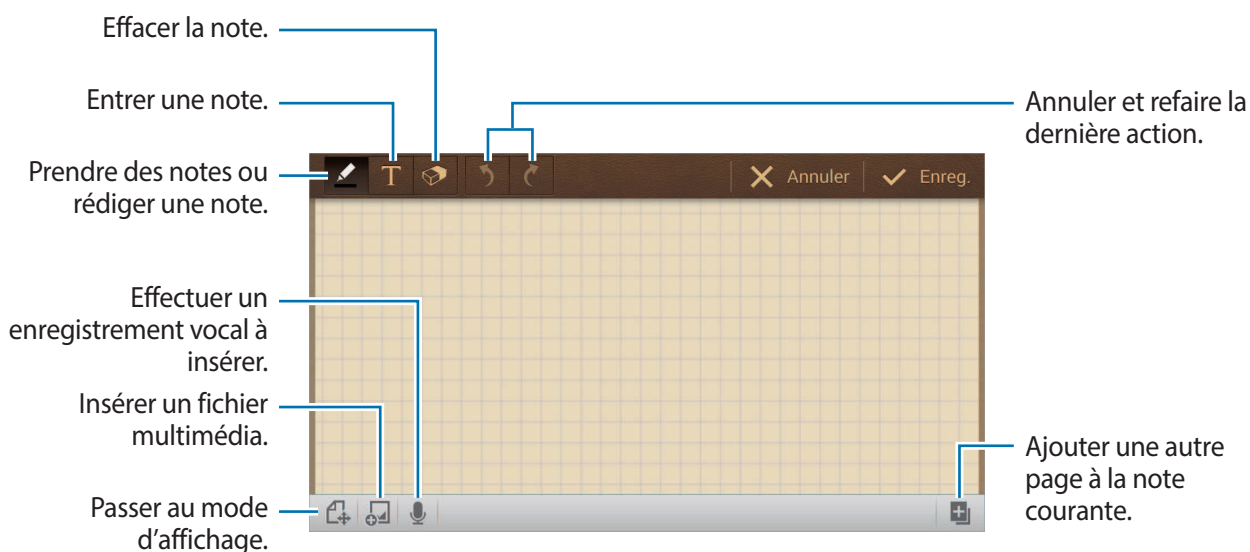 Effacer la note.
Entrer une note.
Prendre des notes ou
rédiger une note.
Annuler et refaire la
dernière action.
T
Annuler
Enreg.
Effectuer un
enregistrement vocal à
insérer.
Insérer un fichier
multimédia.
Passer au mode
d'affichage.
Ajouter une autre
page à la note
courante.